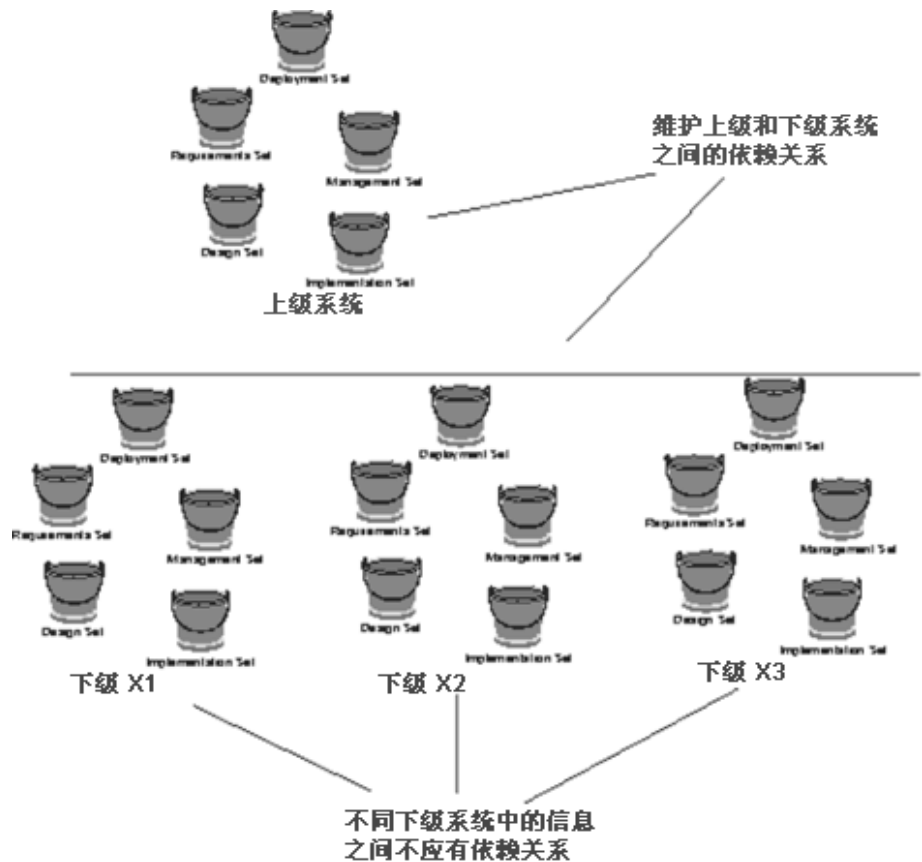 Deployment Set
Requirements Set
Management Set
Design Set
Implementation Set
上级系统
维护上级和下级系统
之间的依赖关系
Deployment Set
Requirements Set
Management Set
Design Set
Implementation Set
下级 X1
Deployment Set
Requirements Set
Management Set
Design Set
Implementation Set
下级 X2
Deployment Set
Requirements Set
Management Set
Design Set
Implementation Set
下级 X3
不同下级系统中的信息
之间不应有依赖关系